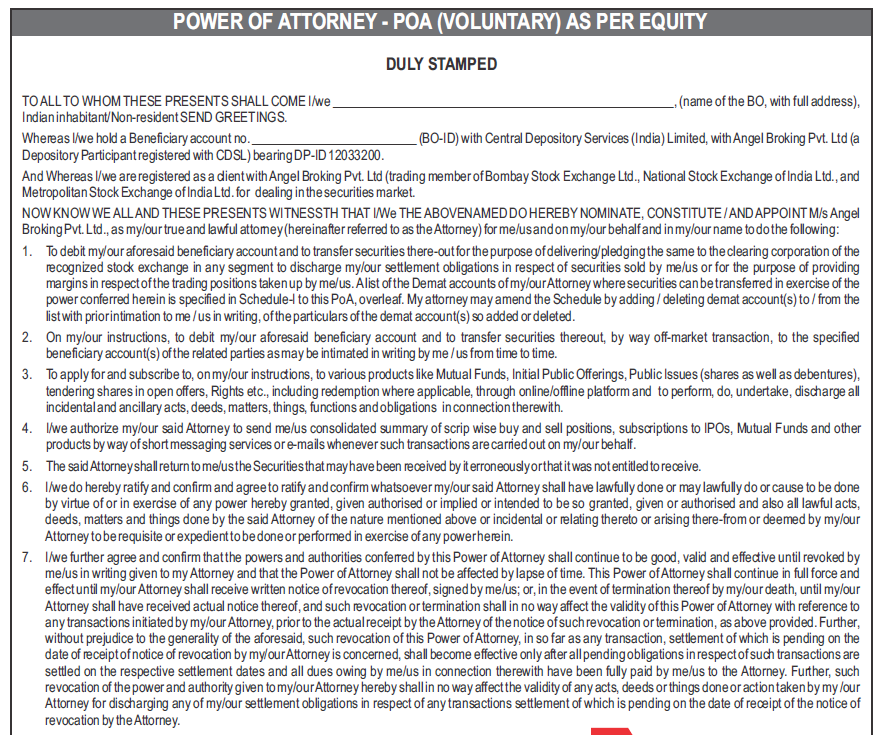 POWER OF ATTORNEY - POA (VOLUNTARY) AS PER EQUITY
DULY STAMPED
TO ALL TO WHOM THESE PRESENTS SHALL COME I/we ______________________________________________, (name of the BO, with full address),
Indian inhabitant/Non-resident SEND GREETINGS.
Whereas I/we hold a Beneficiary account no. ______________________ (BO-ID) with Central Depository Services (India) Limited, with Angel Broking Pvt. Ltd (a
Depository Participant registered with CDSL) bearing DP-ID 12033200.
And Whereas I/we are registered as a client with Angel Broking Pvt. Ltd (trading member of Bombay Stock Exchange Ltd., National Stock Exchange of India Ltd., and
Metropolitan Stock Exchange of India Ltd. for dealing in the securities market.
NOW KNOW WE ALL AND THESE PRESENTS WITNESSTH THAT I/We THE ABOVENAMED DO HEREBY NOMINATE, CONSTITUTE / AND APPOINT M/s Angel
Broking Pvt. Ltd., as my/our true and lawful attorney (hereinafter referred to as the Attorney) for me/us and on my/our behalf and in my/our name to do the following:
1. To debit my/our aforesaid beneficiary account and to transfer securities there-out for the purpose of delivering/pledging the same to the clearing corporation of the
recognized stock exchange in any segment to discharge my/our settlement obligations in respect of securities sold by me/us or for the purpose of providing
margins in respect of the trading positions taken up by me/us. A list of the Demat accounts of my/our Attorney where securities can be transferred in exercise of the
power conferred herein is specified in Schedule-I to this PoA, overleaf. My attorney may amend the Schedule by adding / deleting demat account(s) to / from the
list with prior intimation to me / us in writing, of the particulars of the demat account(s) so added or deleted.
2. On my/our instructions, to debit my/our aforesaid beneficiary account and to transfer securities thereout, by way off-market transaction, to the specified
beneficiary account(s) of the related parties as may be intimated in writing by me / us from time to time.
3. To apply for and subscribe to, on my/our instructions, to various products like Mutual Funds, Initial Public Offerings, Public Issues (shares as well as debentures),
tendering shares in open offers, Rights etc., including redemption where applicable, through online/offline platform and to perform, do, undertake, discharge all
incidental and ancillary acts, deeds, matters, things, functions and obligations in connection therewith.
4. I/we authorize my/our said Attorney to send me/us consolidated summary of scrip wise buy and sell positions, subscriptions to IPOs, Mutual Funds and other
products by way of short messaging services or e-mails whenever such transactions are carried out on my/our behalf.
5. The said Attorney shall return to me/us the Securities that may have been received by it erroneously or that it was not entitled to receive.
6. I/we do hereby ratify and confirm and agree to ratify and confirm whatsoever my/our said Attorney shall have lawfully done or may lawfully do or cause to be done
by virtue of or in exercise of any power hereby granted, given authorised or implied or intended to be so granted, given or authorised and also all lawful acts,
deeds, matters and things done by the said Attorney of the nature mentioned above or incidental or relating thereto or arising there-from or deemed by my/our
Attorney to be requisite or expedient to be done or performed in exercise of any power herein.
7. I/we further agree and confirm that the powers and authorities conferred by this Power of Attorney shall continue to be good, valid and effective until revoked by
me/us in writing given to my Attorney and that the Power of Attorney shall not be affected by lapse of time. This Power of Attorney shall continue in full force and
effect until my/our Attorney shall receive written notice of revocation thereof, signed by me/us; or, in the event of termination thereof by my/our death, until my/our
Attorney shall have received actual notice thereof, and such revocation or termination shall in no way affect the validity of this Power of Attorney with reference to
any transactions initiated by my/our Attorney, prior to the actual receipt by the Attorney of the notice of such revocation or termination, as above provided. Further,
without prejudice to the generality of the aforesaid, such revocation of this Power of Attorney, in so far as any transaction, settlement of which is pending on the
date of receipt of notice of revocation by my/our Attorney is concerned, shall become effective only after all pending obligations in respect of such transactions are
settled on the respective settlement dates and all dues owing by me/us in connection therewith have been fully paid by me/us to the Attorney. Further, such
revocation of the power and authority given to my/our Attorney hereby shall in no way affect the validity of any acts, deeds or things done or action taken by my /our
Attorney for discharging any of my/our settlement obligations in respect of any transactions settlement of which is pending on the date of receipt of the notice of
revocation by the Attorney.